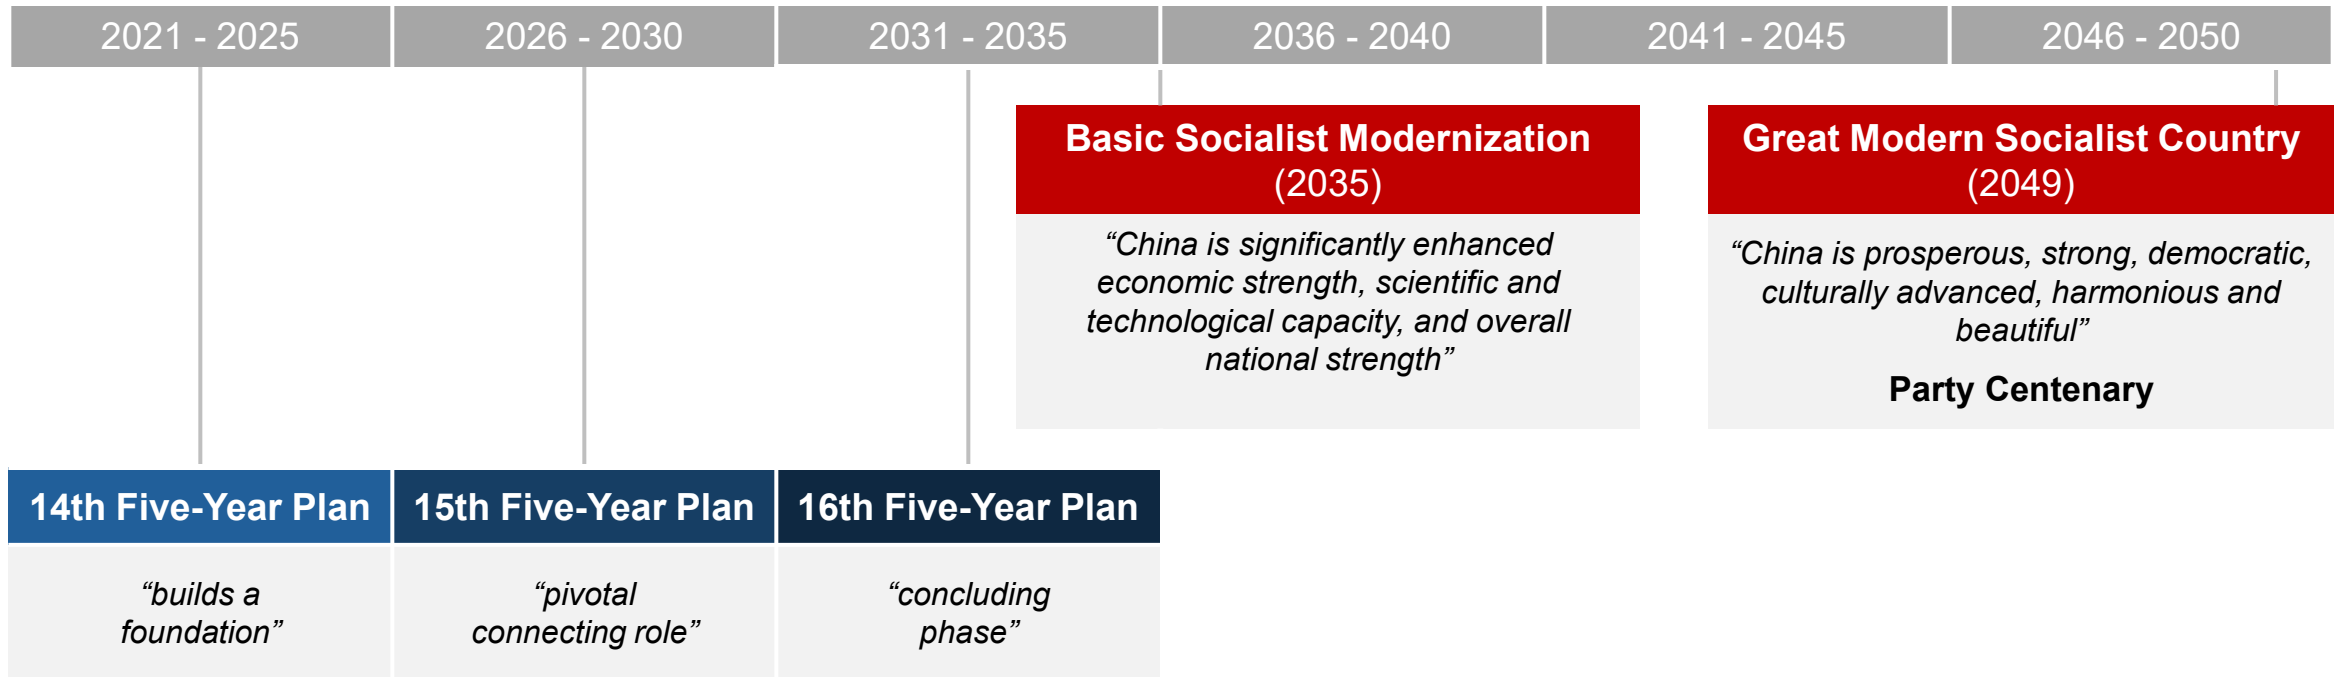 2021 - 2025
2026 - 2030
2031 - 2035
2036 - 2040
2041 - 2045
2046 - 2050
Basic Socialist Modernization
(2035)
“China is significantly enhanced
economic strength, scientific and
technological capacity, and overall
national strength”
Great Modern Socialist Country
(2049)
“China is prosperous, strong, democratic,
culturally advanced, harmonious and
beautiful”
Party Centenary
14th Five-Year Plan
“builds a
foundation”
15th Five-Year Plan
“pivotal
connecting role”
16th Five-Year Plan
“concluding
phase”